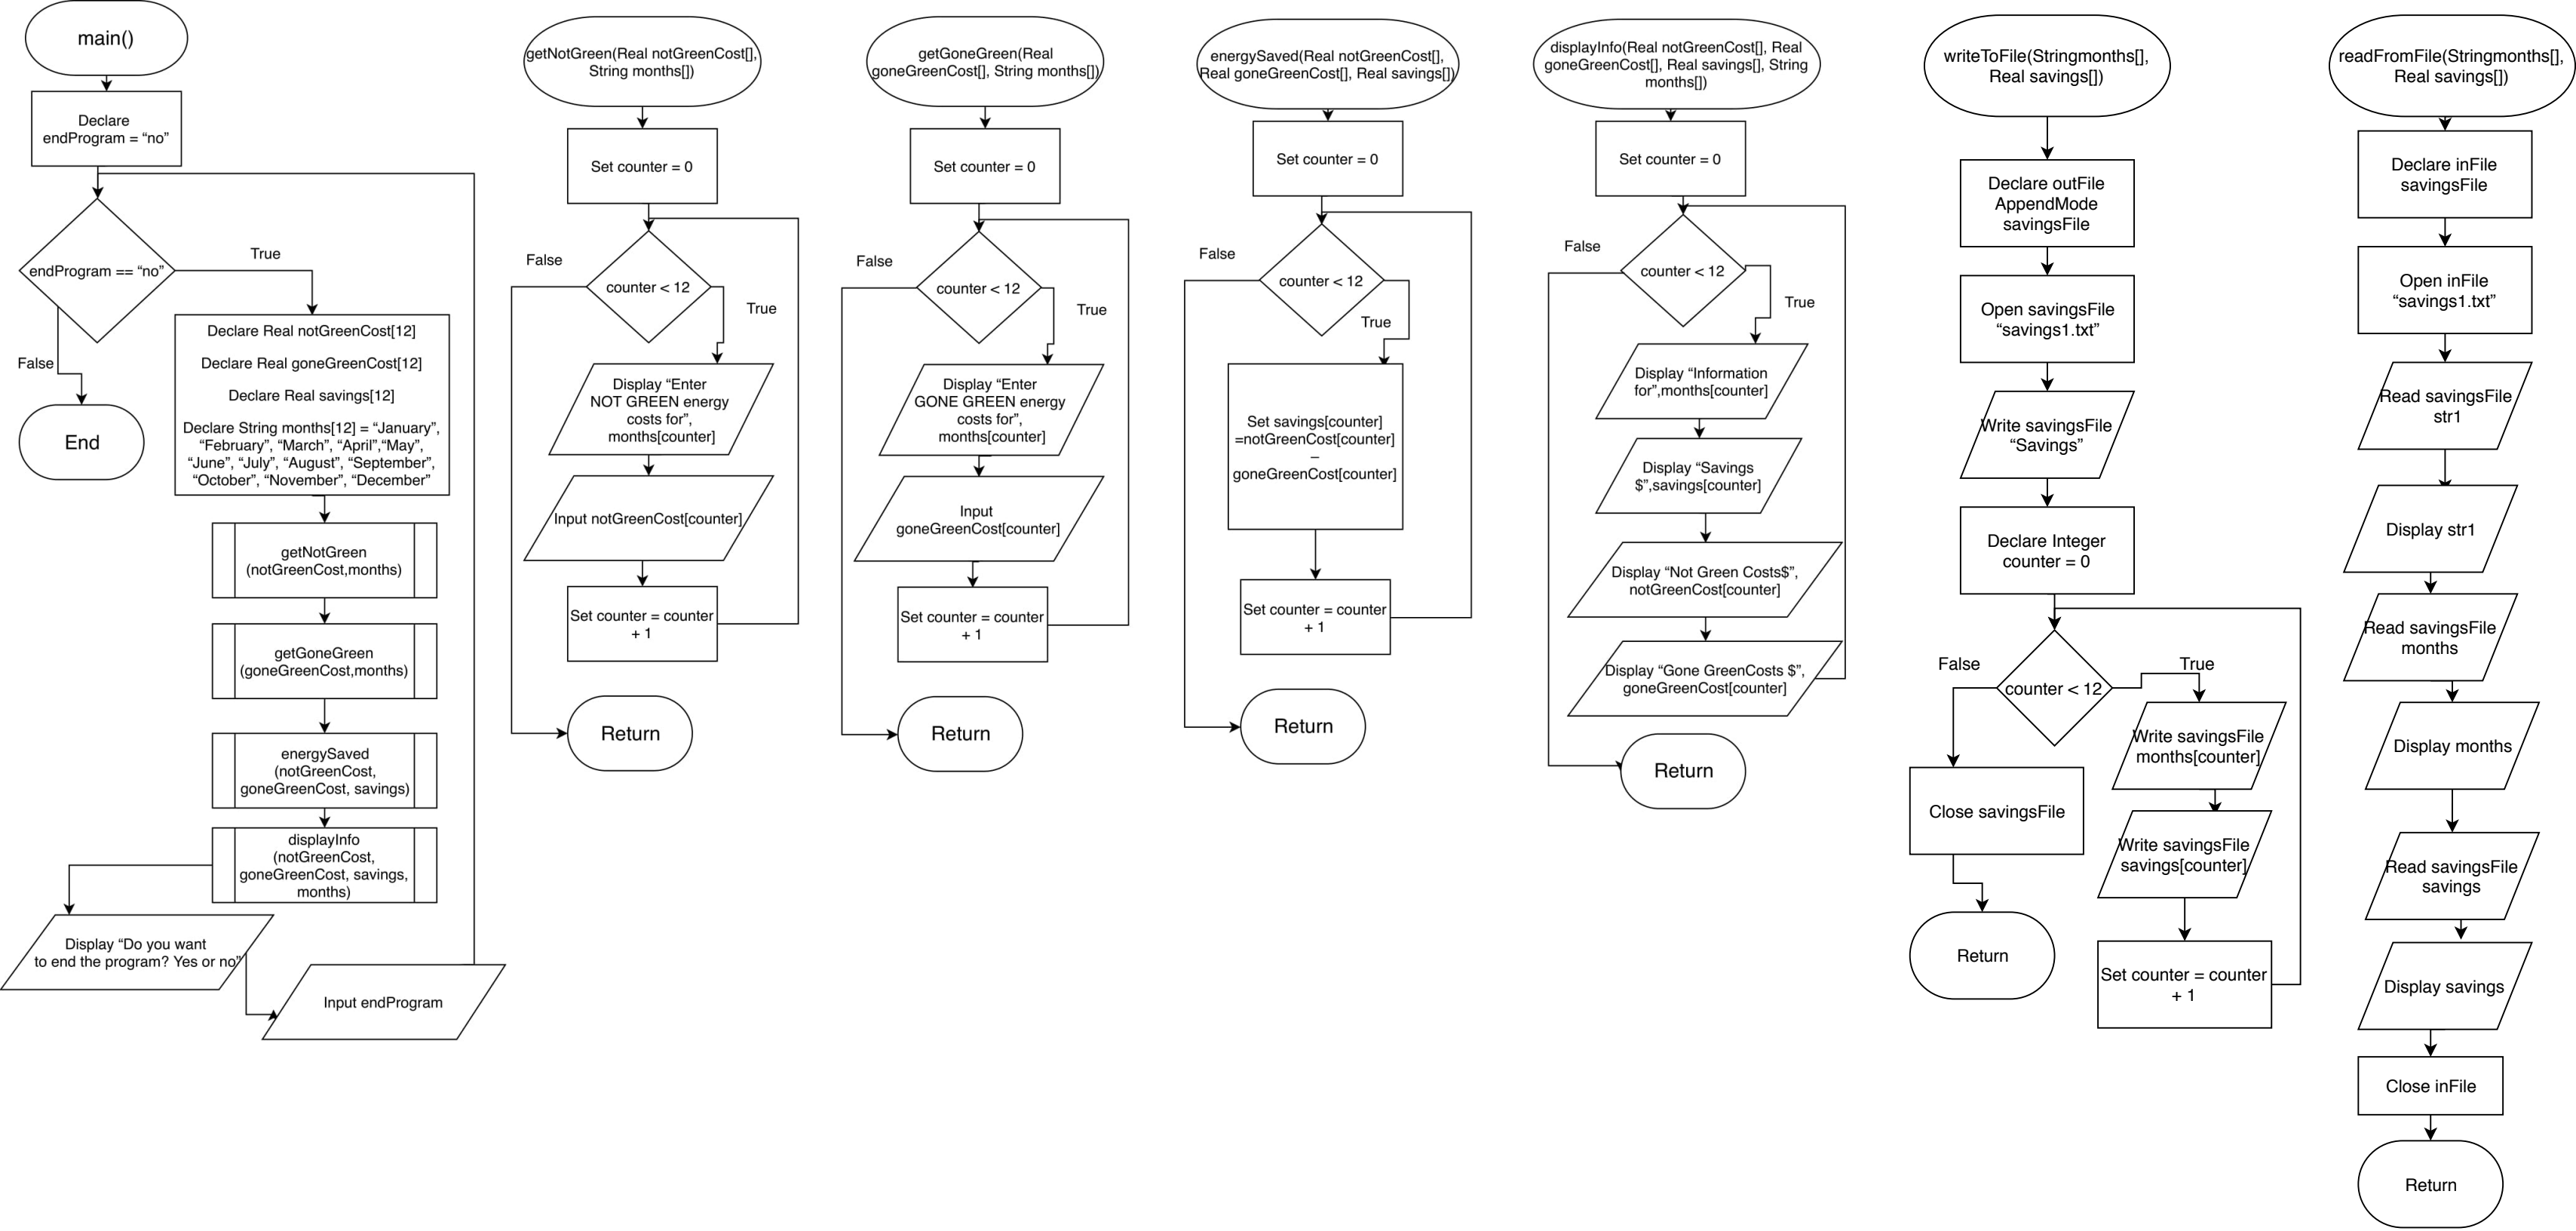 main()
Declare
endProgram = “no”
endProgram == “no”
True
False
End
Declare Real notGreenCost[12]
Declare Real goneGreenCost[12]
Declare Real savings[12]
Declare String months[12] = “January”,
“February”, “March”, “April”,“May”,
“June”, “July”, “August”, “September”,
“October”, “November”, “December”
getNotGreen
(notGreenCost,months)
getGoneGreen
(goneGreenCost,months)
energySaved
(notGreenCost,
goneGreenCost, savings)
displayInfo
(notGreenCost,
goneGreenCost, savings,
months)
Display “Do you want
to end the program? Yes or no”
Input endProgram
getNotGreen(Real notGreenCost[],
String months[])
Set counter = 0
False
counter < 12
True
Display “Enter
NOT GREEN energy
costs for”,
months[counter]
Input notGreenCost[counter]
Set counter = counter
+ 1
Return
getGoneGreen(Real
goneGreenCost[], String months[])
Set counter = 0
False
counter < 12
True
Display “Enter
GONE GREEN energy
costs for”,
months[counter]
Input
goneGreenCost[counter]
Set counter = counter
+ 1
Return
energySaved(Real notGreenCost[],
Real goneGreenCost[], Real savings[])
Set counter = 0
False
counter < 12
True
Set savings[counter]
=notGreenCost[counter]
–
goneGreenCost[counter]
Set counter = counter
+ 1
Return
displayInfo(Real notGreenCost[], Real
goneGreenCost[], Real savings[], String
months[])
Set counter = 0
False
counter < 12
True
Display “Information
for”,months[counter]
Display “Savings
$”,savings[counter]
Display “Not Green Costs$”,
notGreenCost[counter]
Display “Gone GreenCosts $”,
goneGreenCost[counter]
Return
writeToFile(Stringmonths[],
Real savings[])
Declare outFile
AppendMode
savingsFile
Open savingsFile
“savings1.txt”
Write savingsFile
“Savings”
Declare Integer
counter = 0
False
counter < 12
True
Write savingsFile
months[counter]
Write savingsFile
savings[counter]
Set counter = counter
+ 1
Close savingsFile
Return
readFromFile(Stringmonths[],
Real savings[])
Declare inFile
savingsFile
Open inFile
“savings1.txt”
Read savingsFile
str1
Display str1
Read savingsFile
months
Display months
Read savingsFile
savings
Display savings
Close inFile
Return